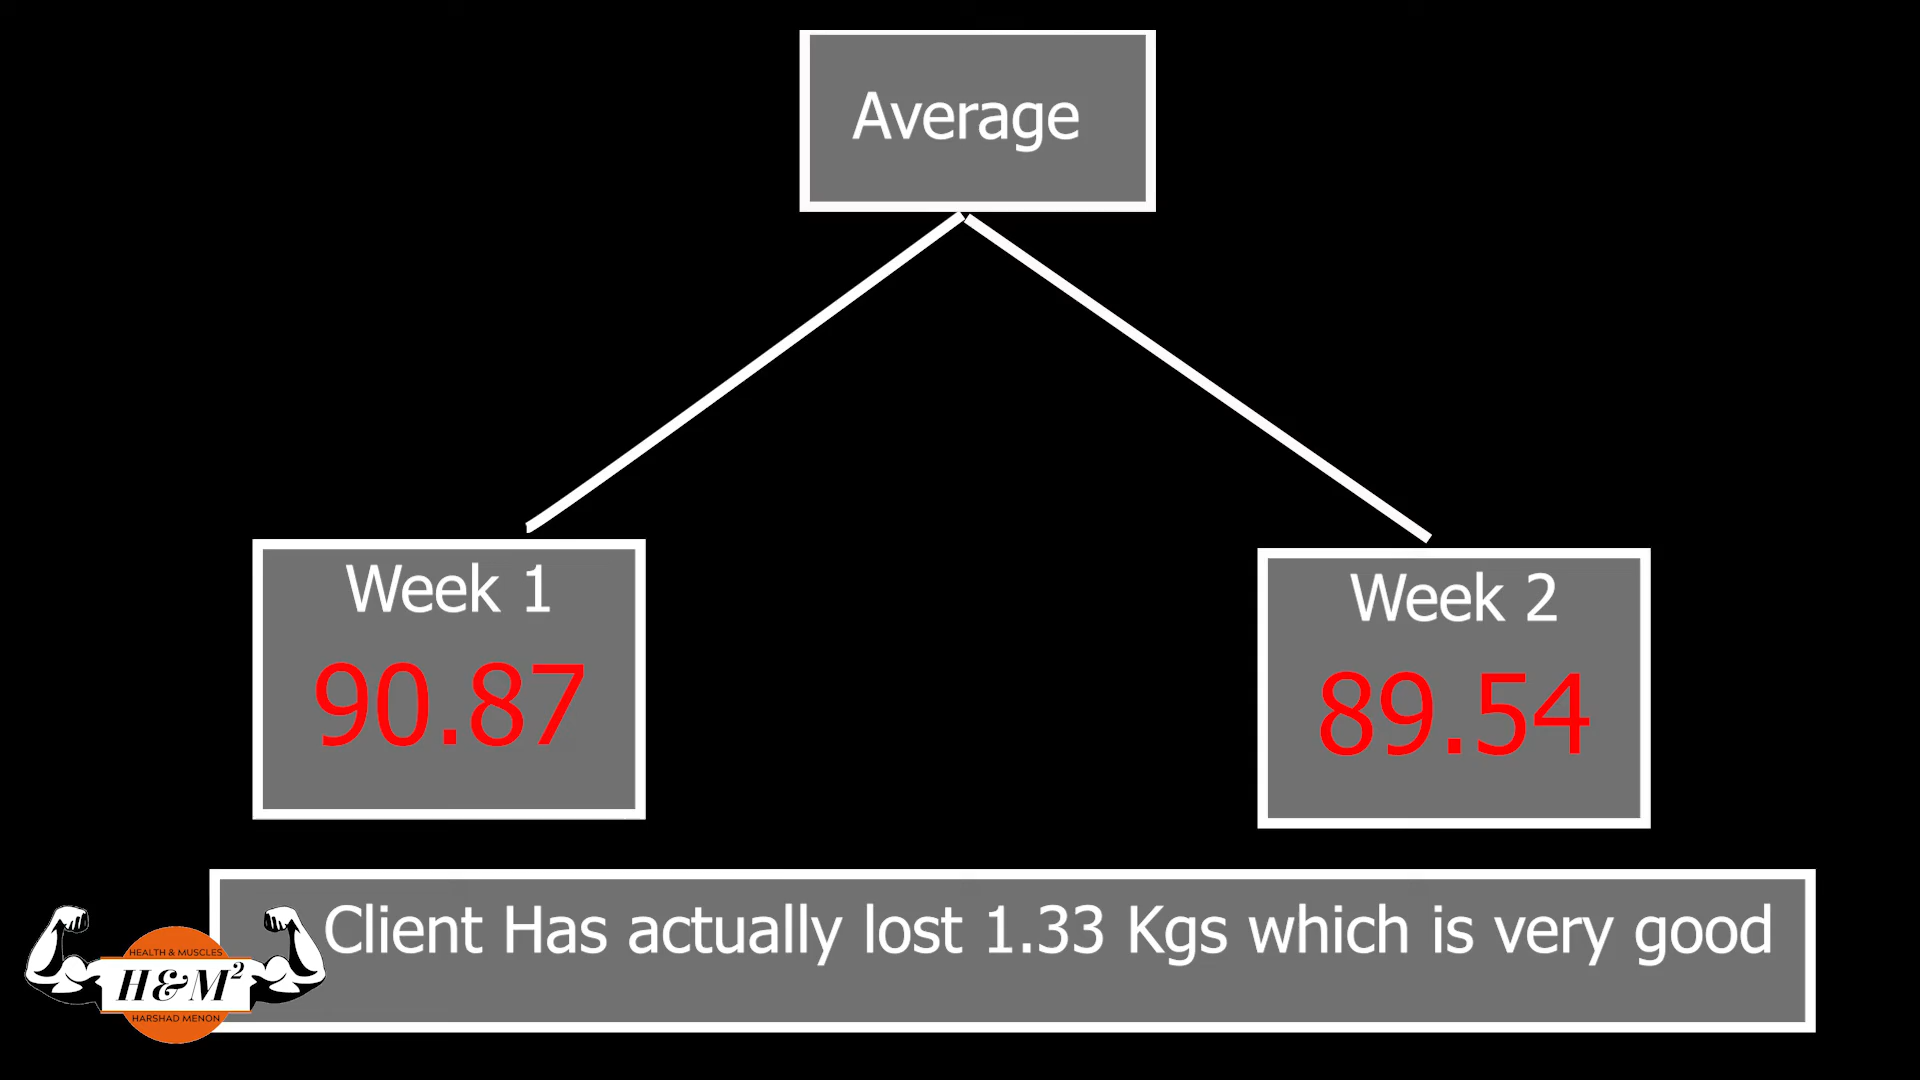 Average
Week 1
90.87
Week 2
89.54
Client Has actually lost 1.33 Kgs which is very good
HEALTH & MUSCLES
H&M²
HARSHAD MENON